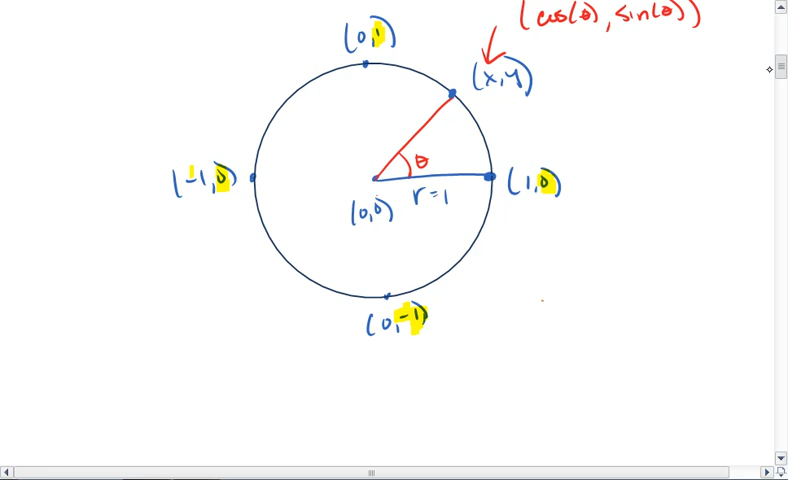 (cos(θ), sin(θ))
(0,1)
(x,y)
θ
(-1,0)
(1,0)
r=1
(0,0)
(0,-1)